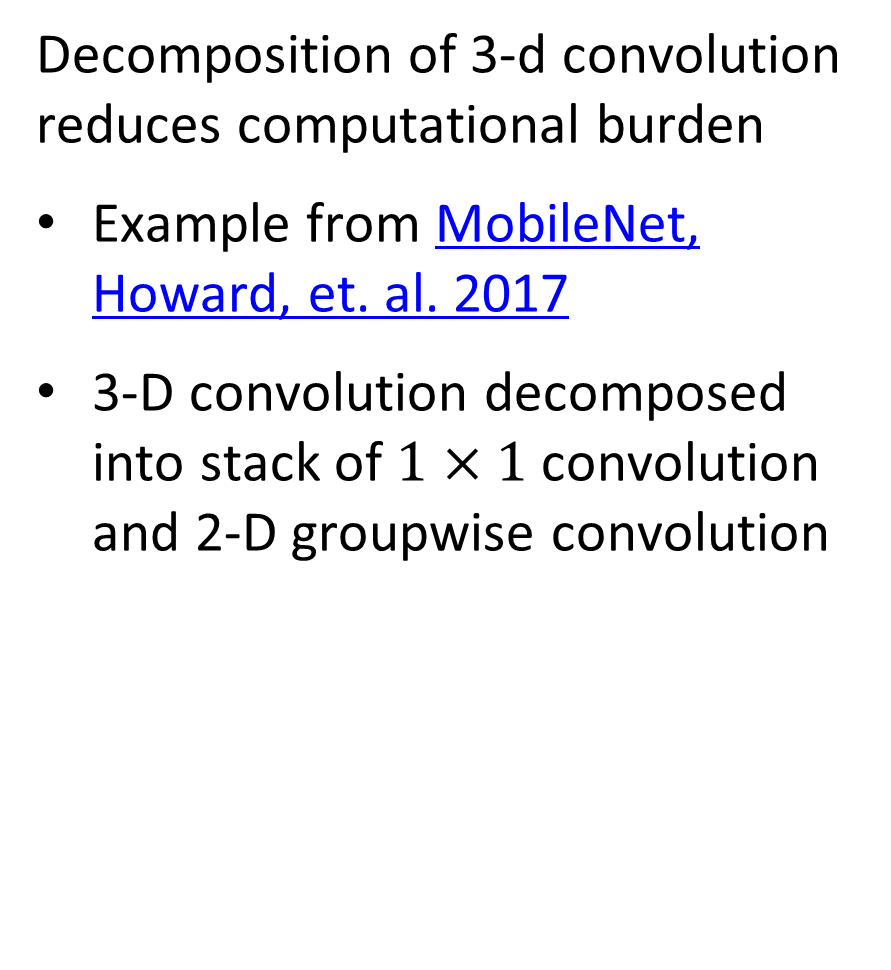 Decomposition of 3-d convolution
reduces computational burden
• Example from MobileNet,
Howard, et. al. 2017
• 3-D convolution decomposed
into stack of 1 × 1 convolution
and 2-D groupwise convolution